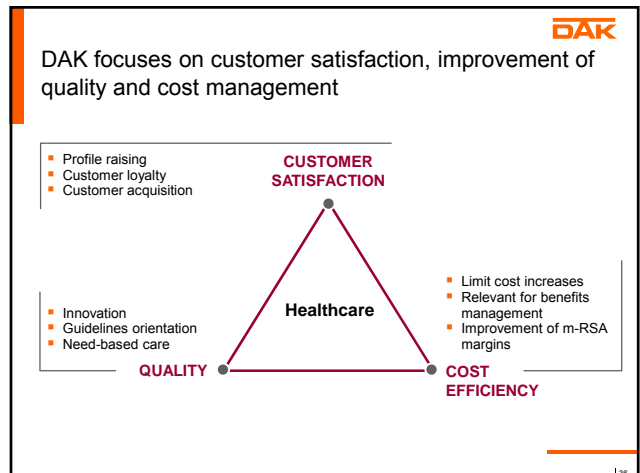 DAK
DAK focuses on customer satisfaction, improvement of
quality and cost management
Profile raising
Customer loyalty
Customer acquisition
CUSTOMER
SATISFACTION
Healthcare
Innovation
Guidelines orientation
Need-based care
QUALITY
Limit cost increases
Relevant for benefits
management
Improvement of m-RSA
margins
COST
EFFICIENCY